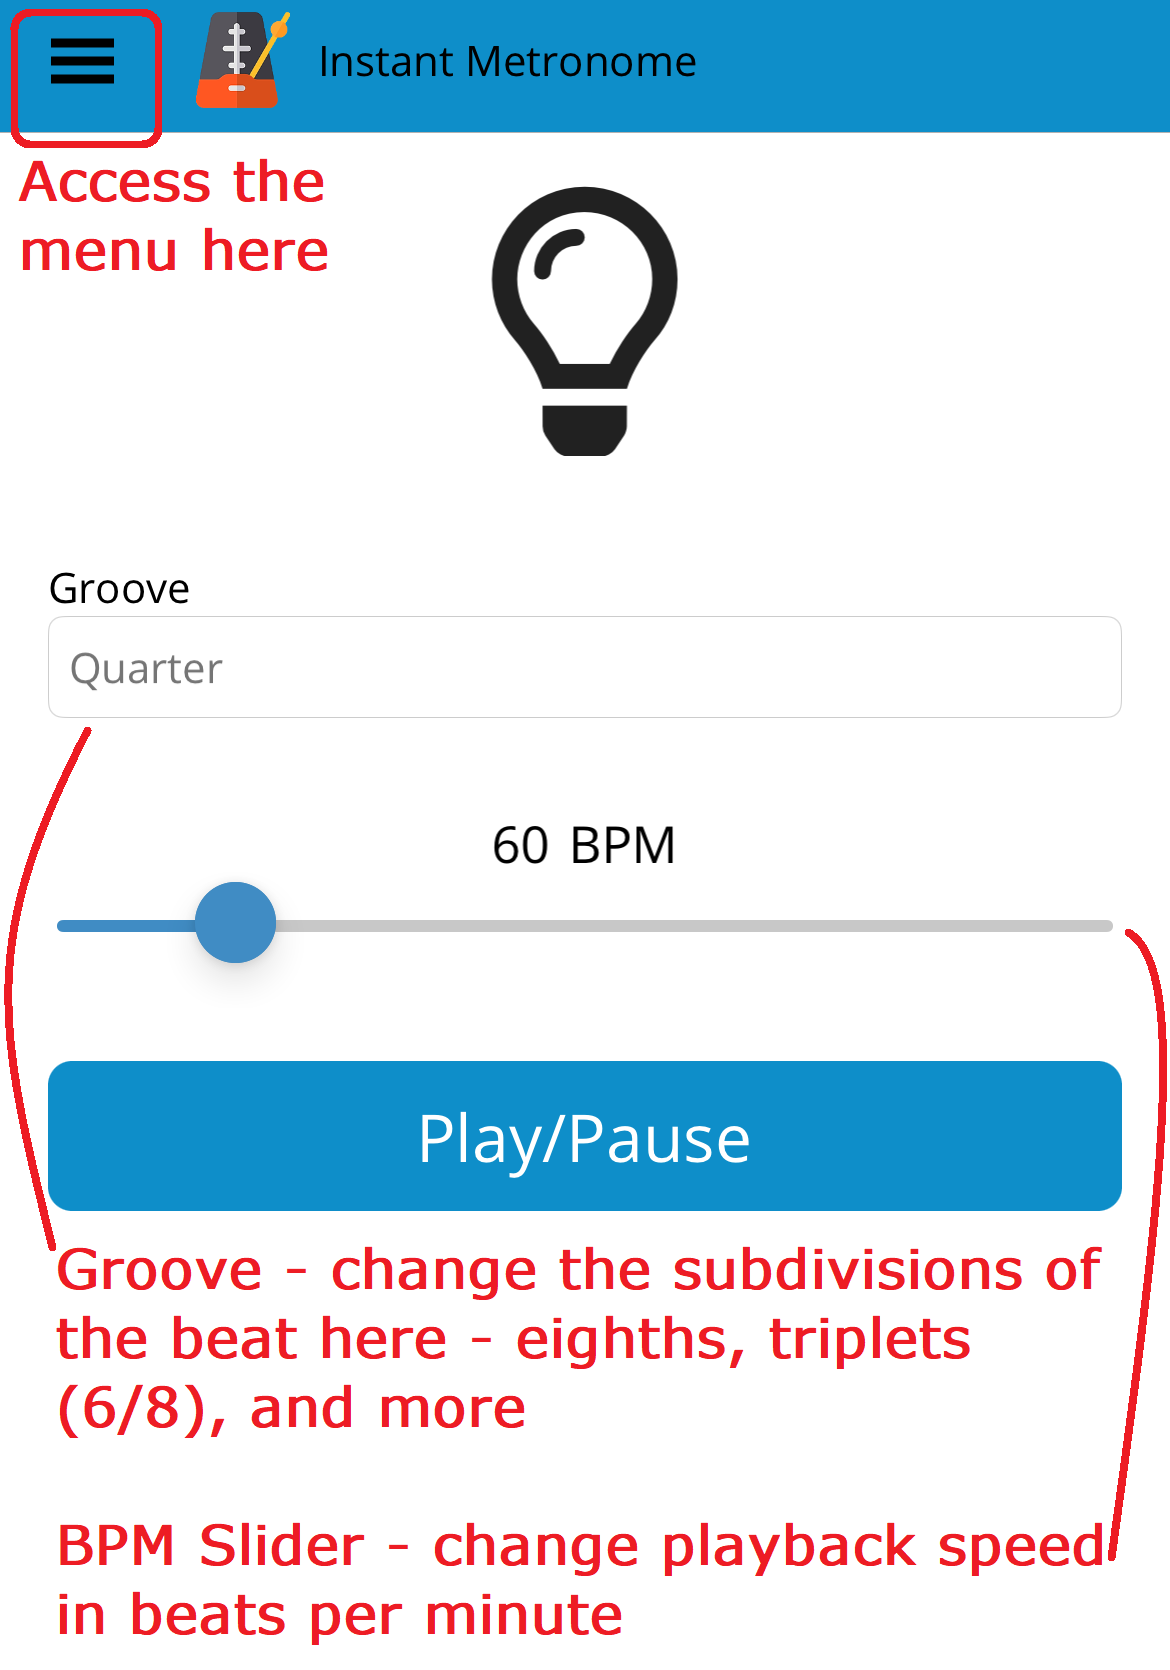 Instant Metronome
Access the
menu here
Groove
Quarter
60 BPM
Play/Pause
Groove - change the subdivisions of
the beat here - eighths, triplets
(6/8), and more
BPM Slider - change playback speed
in beats per minute